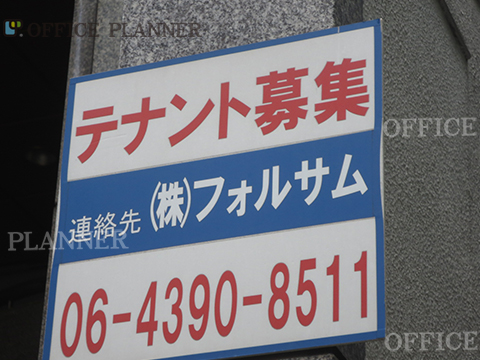 OFFICE PLANNER
テナント募集
OFFICE
連絡先 (株)フォルサム
PLANNER
06-4390-8511
OFFICE